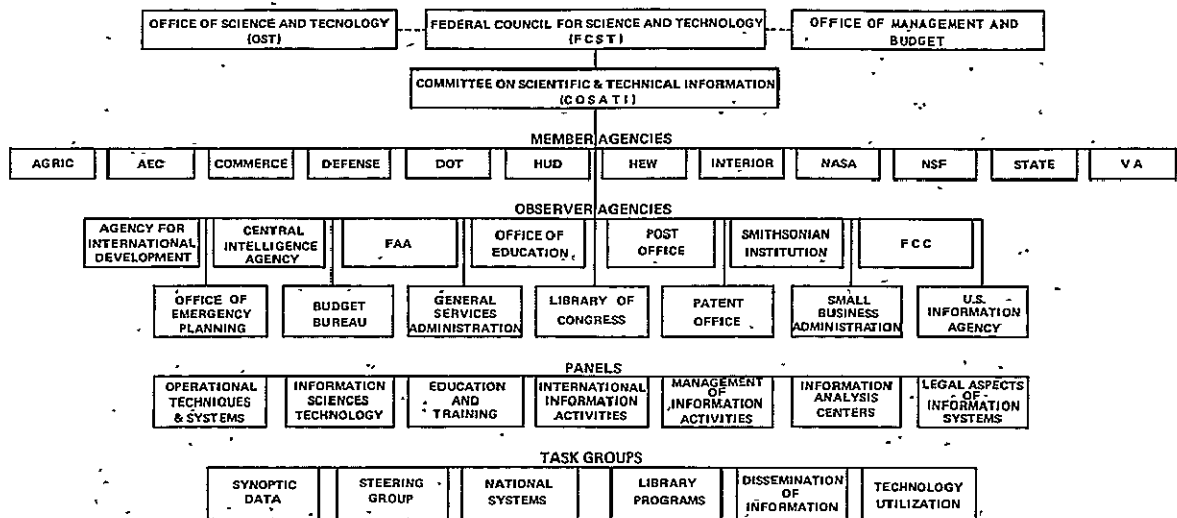 OFFICE OF SCIENCE AND TECNOLOGY
(OST)
FEDERAL COUNCIL FOR SCIENCE AND TECHNOLOGY
(FCST)
OFFICE OF MANAGEMENT AND
BUDGET
COMMITTEE ON SCIENTIFIC & TECHNICAL INFORMATION
(COSATI)
MEMBER AGENCIES
AGRIC
AEC
COMMERCE
DEFENSE
DOT
HUD
HEW
INTERIOR
NASA
NSF
STATE
VA
OBSERVER AGENCIES
AGENCY FOR
INTERNATIONAL
DEVELOPMENT
CENTRAL
INTELLIGENCE
AGENCY
FAA
OFFICE OF
EDUCATION
POST
OFFICE
SMITHSONIAN
INSTITUTION
FCC
OFFICE OF
EMERGENCY
PLANNING
BUDGET
BUREAU
GENERAL
SERVICES
ADMINISTRATION
LIBRARY OF
CONGRESS
PATENT
OFFICE
SMALL
BUSINESS
ADMINISTRATION
U.S.
INFORMATION
AGENCY
PANELS
OPERATIONAL
TECHNIQUES
& SYSTEMS
INFORMATION
SCIENCES
TECHNOLOGY
EDUCATION
AND
TRAINING
INTERNATIONAL
INFORMATION
ACTIVITIES
MANAGEMENT
OF
INFORMATION
ACTIVITIES
INFORMATION
ANALYSIS
CENTERS
LEGAL ASPECTS
OF
INFORMATION
SYSTEMS
TASK GROUPS
SYNOPTIC
DATA
STEERING
GROUP
NATIONAL
SYSTEMS
LIBRARY
PROGRAMS
DISSEMINATION
OF
INFORMATION
TECHNOLOGY
UTILIZATION